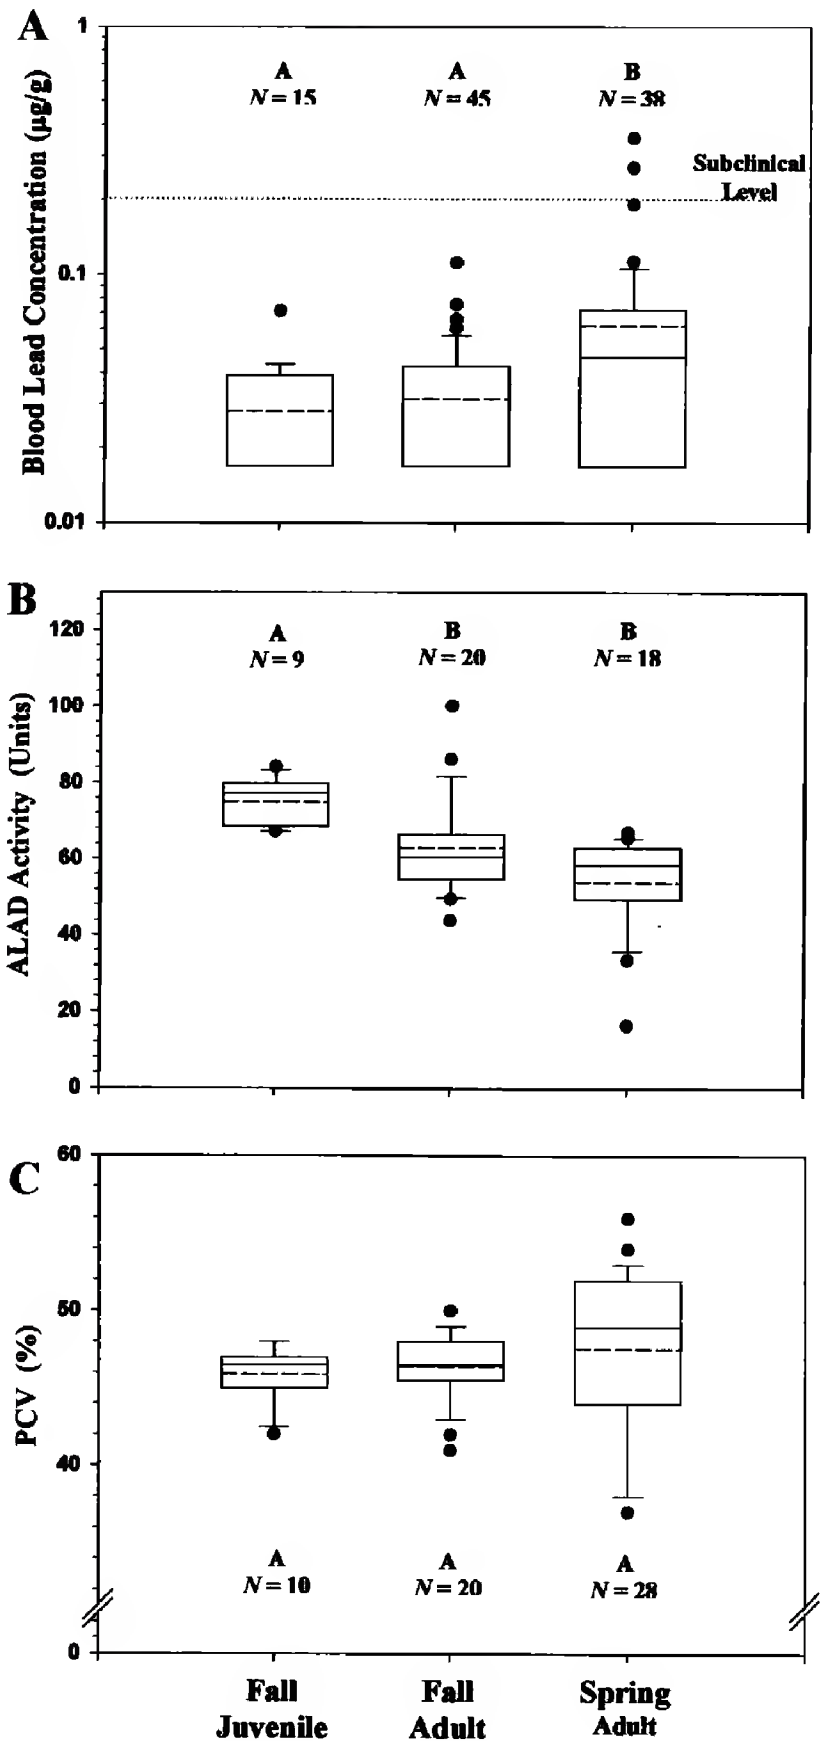 A
1
Blood Lead Concentration (µg/g)
A A B
N = 15 N = 45 N = 38
Subclinical
Level
0.1
0.01
B
120
ALAD Activity (Units)
A B B
N = 9 N = 20 N = 18
100
80
60
40
20
0
C
60
PCV (%)
50
40
A A A
N = 10 N = 20 N = 28
0
Fall Fall Spring
Juvenile Adult Adult